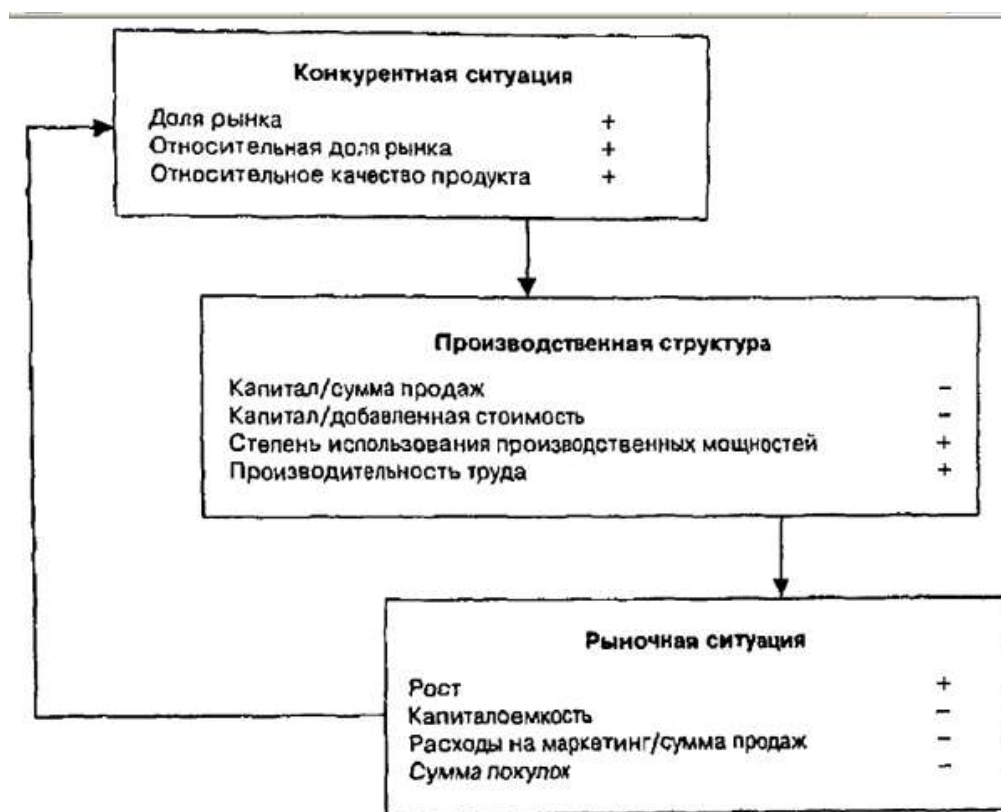 Конкурентная ситуация
Доля рынка +
Относительная доля рынка +
Относительное качество продукта +
Производственная структура
Капитал/сумма продаж –
Капитал/добавленная стоимость –
Степень использования производственных мощностей +
Производительность труда +
Рыночная ситуация
Рост +
Капиталоемкость –
Расходы на маркетинг/сумма продаж –
Сумма покупок –